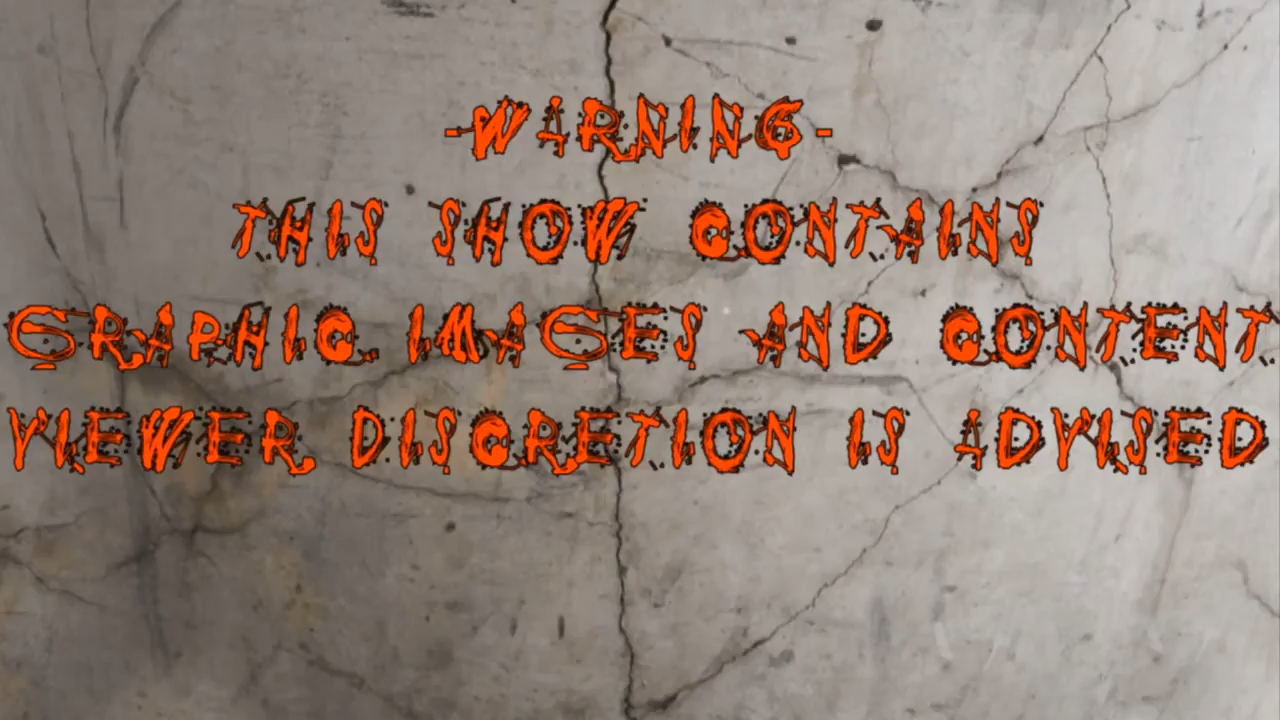 -WARNING-
THIS SHOW CONTAINS
GRAPHIC IMAGES AND CONTENT
VIEWER DISCRETION IS ADVISED